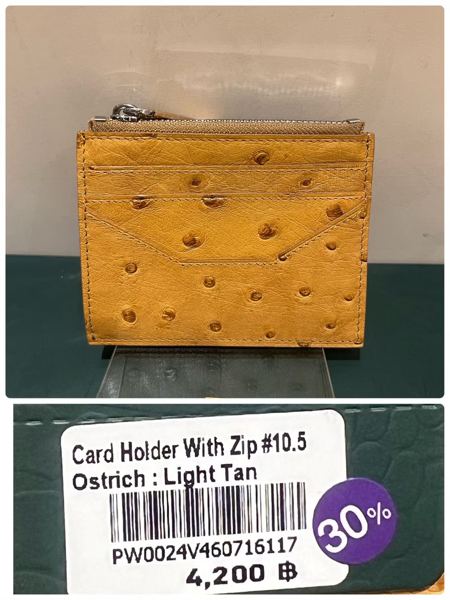 Card Holder With Zip #10.5
Ostrich : Light Tan
PW0024V460716117
4,200 ฿
30%